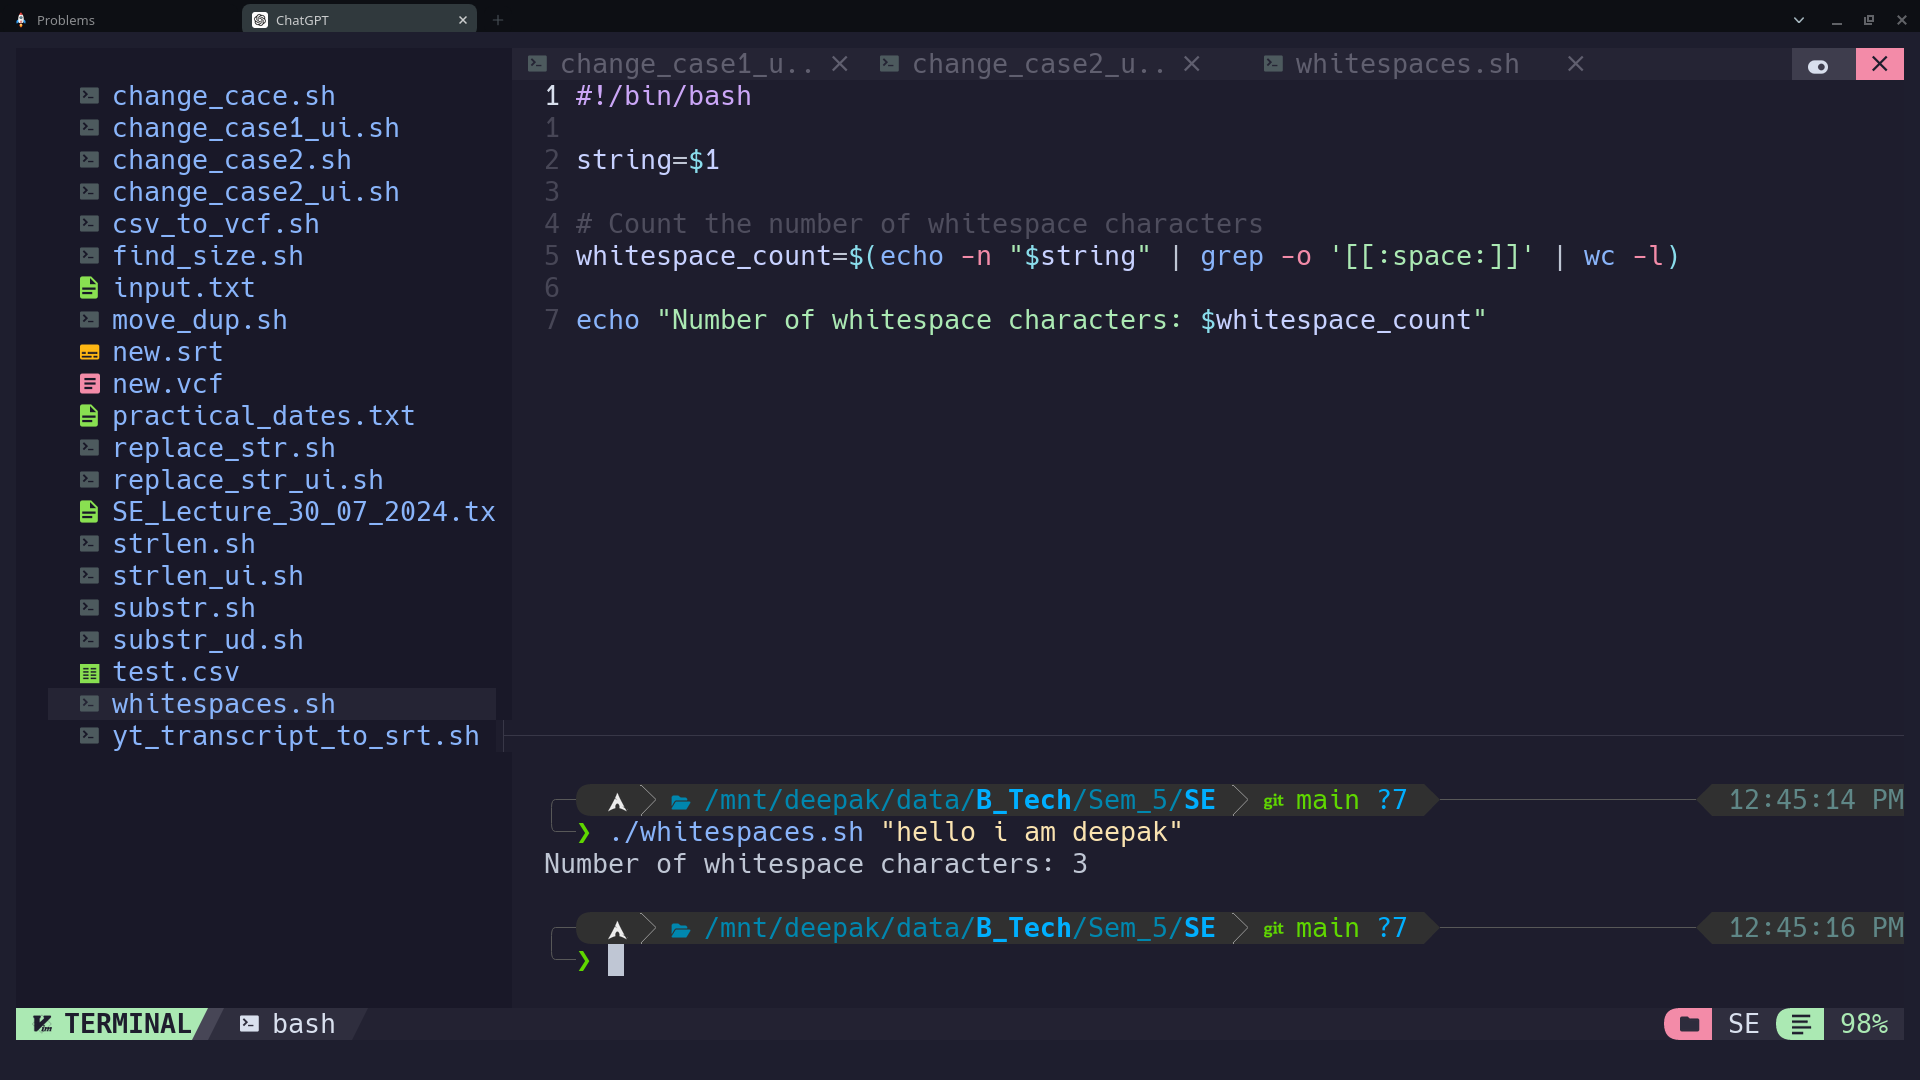 Problems
ChatGPT
change_cace.sh
change_case1_ui.sh
change_case2.sh
change_case2_ui.sh
csv_to_vcf.sh
find_size.sh
input.txt
move_dup.sh
new.srt
new.vcf
practical_dates.txt
replace_str.sh
replace_str_ui.sh
SE_Lecture_30_07_2024.tx
strlen.sh
strlen_ui.sh
substr.sh
substr_ud.sh
test.csv
whitespaces.sh
yt_transcript_to_srt.sh
change_case1_u.. change_case2_u.. whitespaces.sh
1 #!/bin/bash
1
2 string=$1
3
4 # Count the number of whitespace characters
5 whitespace_count=$(echo -n "$string" | grep -o '[[:space:]]' | wc -l)
6
7 echo "Number of whitespace characters: $whitespace_count"
/mnt/deepak/data/B_Tech/Sem_5/SE git main ?7 12:45:14 PM
❯ ./whitespaces.sh "hello i am deepak"
Number of whitespace characters: 3
/mnt/deepak/data/B_Tech/Sem_5/SE git main ?7 12:45:16 PM
❯
TERMINAL bash SE 98%